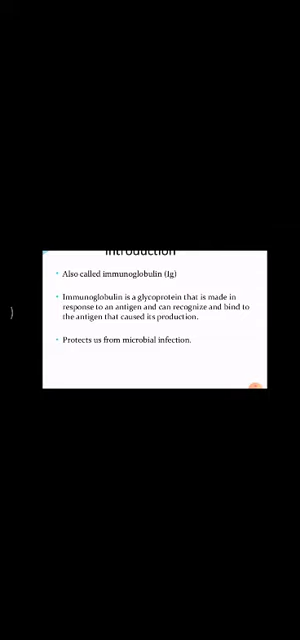 Introduction
• Also called immunoglobulin (Ig)
• Immunoglobulin is a glycoprotein that is made in
response to an antigen and can recognize and bind to
the antigen that caused its production.
• Protects us from microbial infection.